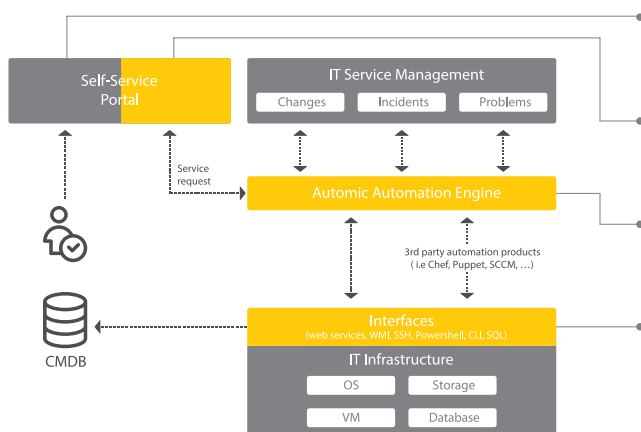 Self-Service
Portal
IT Service Management
Changes
Incidents
Problems
Service
request
Automic Automation Engine
3rd party automation products
( i.e Chef, Puppet, SCCM, …)
Interfaces
(web services, WMI, SSH, Powershell, CLI, SQL)
CMDB
IT Infrastructure
OS
Storage
VM
Database